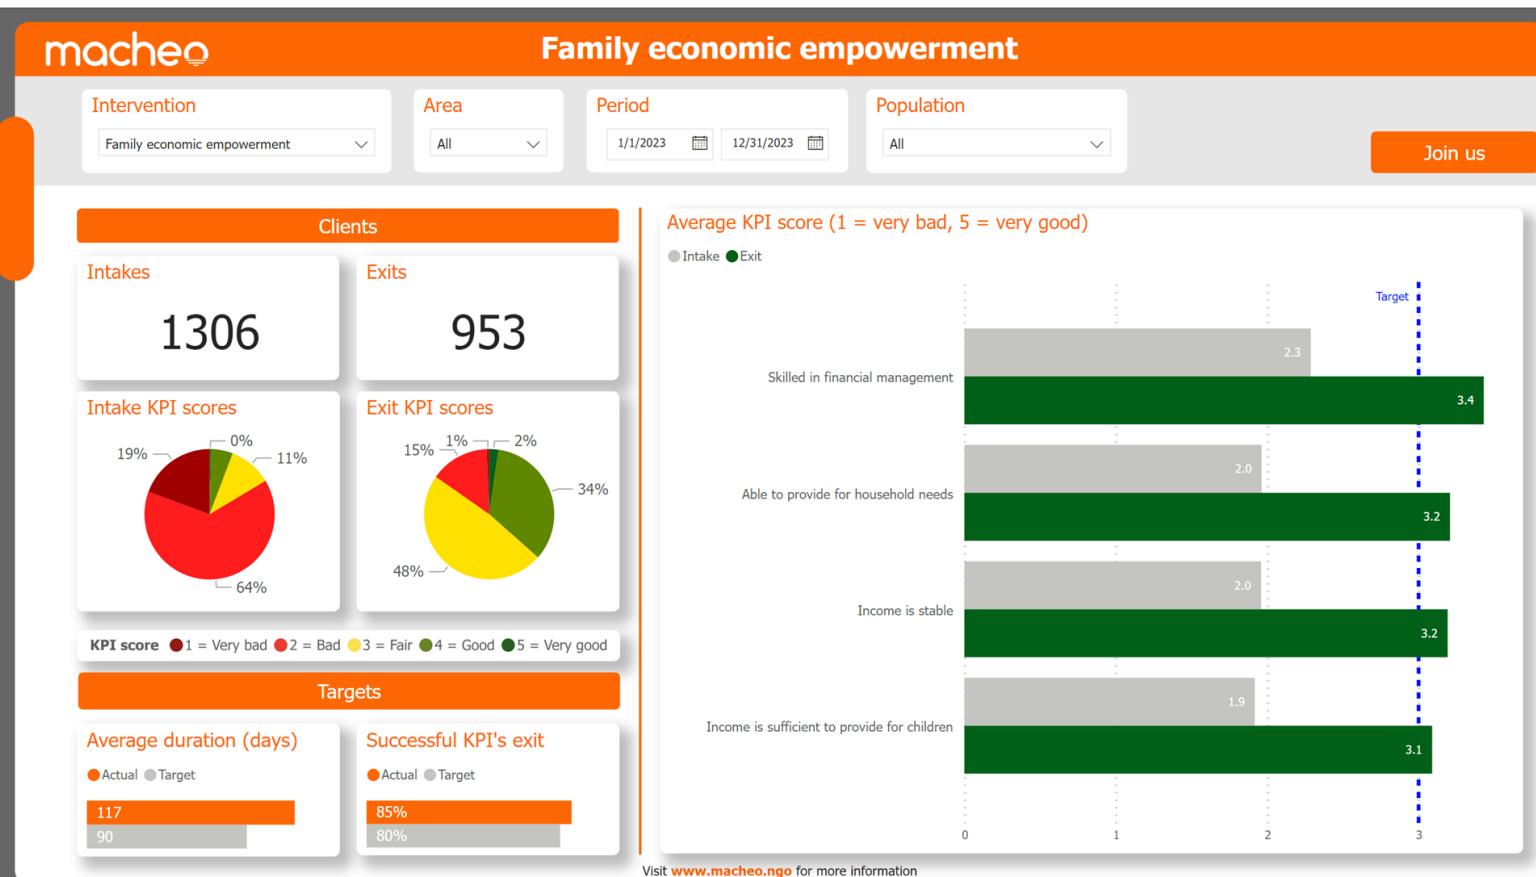 macheo
Family economic empowerment
Intervention
Family economic empowerment
Area
All
Period
1/1/2023
12/31/2023
Population
All
Join us
Clients
Intakes
1306
Exits
953
Intake KPI scores
0%
19%
11%
64%
Exit KPI scores
1%
2%
15%
34%
48%
KPI score 1 = Very bad 2 = Bad 3 = Fair 4 = Good 5 = Very good
Targets
Average duration (days)
Actual Target
117
90
Successful KPI's exit
Actual Target
85%
80%
Average KPI score (1 = very bad, 5 = very good)
Intake Exit
Target
Skilled in financial management
2.3
3.4
Able to provide for household needs
2.0
3.2
Income is stable
2.0
3.2
Income is sufficient to provide for children
1.9
3.1
0 1 2 3
Visit www.macheo.ngo for more information